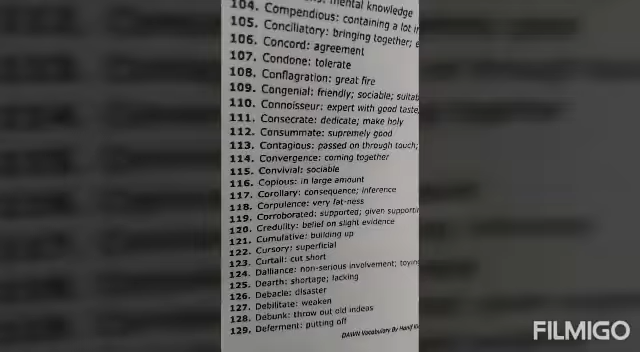 mental knowledge
104. Compendious: containing a lot in
105. Conciliatory: bringing together; e
106. Concord: agreement
107. Condone: tolerate
108. Conflagration: great fire
109. Congenial: friendly; sociable; suitab
110. Connoisseur: expert with good taste
111. Consecrate: dedicate; make holy
112. Consummate: supremely good
113. Contagious: passed on through touch;
114. Convergence: coming together
115. Convivial: sociable
116. Copious: in large amount
117. Corollary: consequence; inference
118. Corpulence: very fat-ness
119. Corroborated: supported; given supportin
120. Credulity: belief on slight evidence
121. Cumulative: building up
122. Cursory: superficial
123. Curtail: cut short
124. Dalliance: non-serious involvement; toying
125. Dearth: shortage; lacking
126. Debacle: disaster
127. Debilitate: weaken
128. Debunk: throw out old indeas
129. Deferment: putting off
DAWN Vocabulary By Hanif
FILMIGO